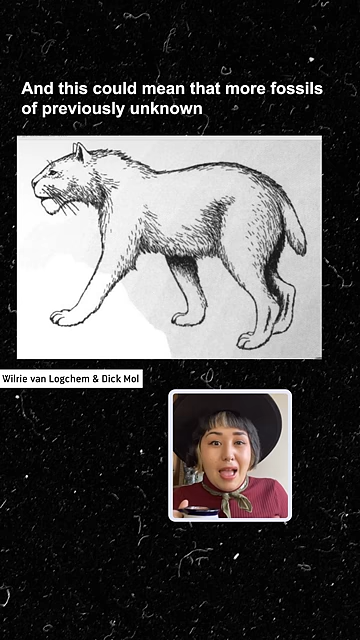 And this could mean that more fossils
of previously unknown
Wilrie van Logchem & Dick Mol